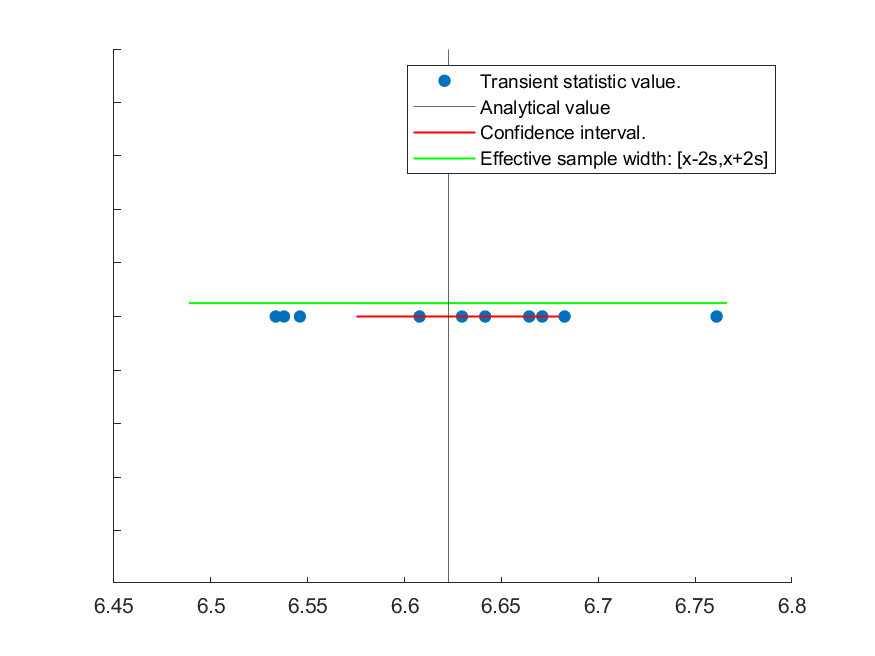 Transient statistic value.
Analytical value
Confidence interval.
Effective sample width: [x-2s,x+2s]
6.45 6.5 6.55 6.6 6.65 6.7 6.75 6.8